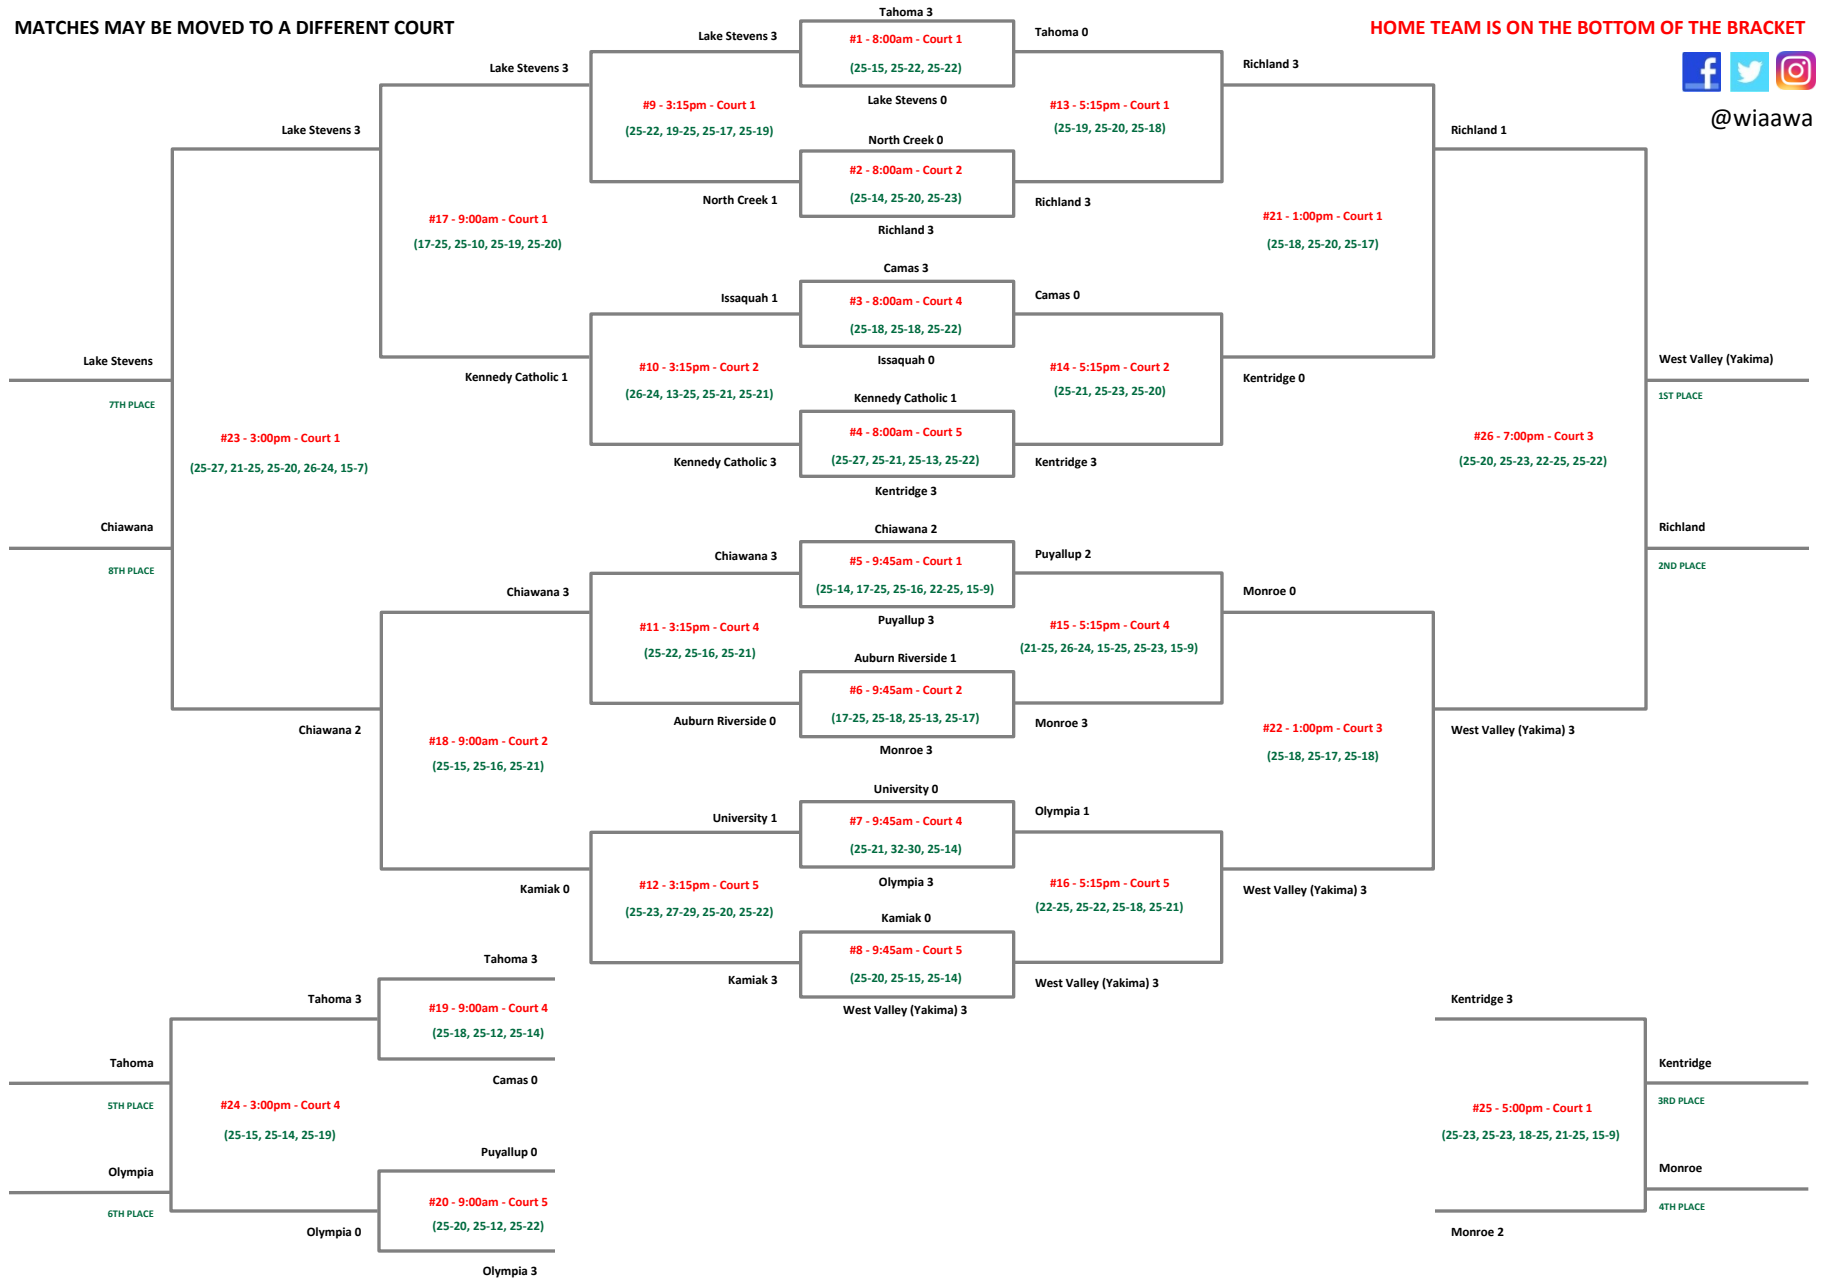 MATCHES MAY BE MOVED TO A DIFFERENT COURT
HOME TEAM IS ON THE BOTTOM OF THE BRACKET
@wiaawa
Tahoma 3
#1 - 8:00am - Court 1
(25-15, 25-22, 25-22)
Lake Stevens 0
North Creek 0
#2 - 8:00am - Court 2
(25-14, 25-20, 25-23)
Richland 3
Camas 3
#3 - 8:00am - Court 4
(25-18, 25-18, 25-22)
Issaquah 0
Kennedy Catholic 1
#4 - 8:00am - Court 5
(25-27, 25-21, 25-13, 25-22)
Kentridge 3
Chiawana 2
#5 - 9:45am - Court 1
(25-14, 17-25, 25-16, 22-25, 15-9)
Puyallup 3
Auburn Riverside 1
#6 - 9:45am - Court 2
(17-25, 25-18, 25-13, 25-17)
Monroe 3
University 0
#7 - 9:45am - Court 4
(25-21, 32-30, 25-14)
Olympia 3
Kamiak 0
#8 - 9:45am - Court 5
(25-20, 25-15, 25-14)
West Valley (Yakima) 3
Lake Stevens 3
#9 - 3:15pm - Court 1
(25-22, 19-25, 25-17, 25-19)
North Creek 1
Issaquah 1
#10 - 3:15pm - Court 2
(26-24, 13-25, 25-21, 25-21)
Kennedy Catholic 3
Chiawana 3
#11 - 3:15pm - Court 4
(25-22, 25-16, 25-21)
Auburn Riverside 0
University 1
#12 - 3:15pm - Court 5
(25-23, 27-29, 25-20, 25-22)
Kamiak 3
Tahoma 0
#13 - 5:15pm - Court 1
(25-19, 25-20, 25-18)
Richland 3
Camas 0
#14 - 5:15pm - Court 2
(25-21, 25-23, 25-20)
Kentridge 3
Puyallup 2
#15 - 5:15pm - Court 4
(21-25, 26-24, 15-25, 25-23, 15-9)
Monroe 3
Olympia 1
#16 - 5:15pm - Court 5
(22-25, 25-22, 25-18, 25-21)
West Valley (Yakima) 3
Lake Stevens 3
#17 - 9:00am - Court 1
(17-25, 25-10, 25-19, 25-20)
Kennedy Catholic 1
Chiawana 3
#18 - 9:00am - Court 2
(25-15, 25-16, 25-21)
Kamiak 0
Tahoma 3
#19 - 9:00am - Court 4
(25-18, 25-12, 25-14)
Camas 0
Puyallup 0
#20 - 9:00am - Court 5
(25-20, 25-12, 25-22)
Olympia 3
Richland 3
#21 - 1:00pm - Court 1
(25-18, 25-20, 25-17)
Kentridge 0
Monroe 0
#22 - 1:00pm - Court 3
(25-18, 25-17, 25-18)
West Valley (Yakima) 3
Lake Stevens 3
#23 - 3:00pm - Court 1
(25-27, 21-25, 25-20, 26-24, 15-7)
Chiawana 2
Lake Stevens
7TH PLACE
Chiawana
8TH PLACE
Tahoma 3
#24 - 3:00pm - Court 4
(25-15, 25-14, 25-19)
Olympia 0
Tahoma
5TH PLACE
Olympia
6TH PLACE
Kentridge 3
#25 - 5:00pm - Court 1
(25-23, 25-23, 18-25, 21-25, 15-9)
Monroe 2
Kentridge
3RD PLACE
Monroe
4TH PLACE
Richland 1
#26 - 7:00pm - Court 3
(25-20, 25-23, 22-25, 25-22)
West Valley (Yakima) 3
West Valley (Yakima)
1ST PLACE
Richland
2ND PLACE